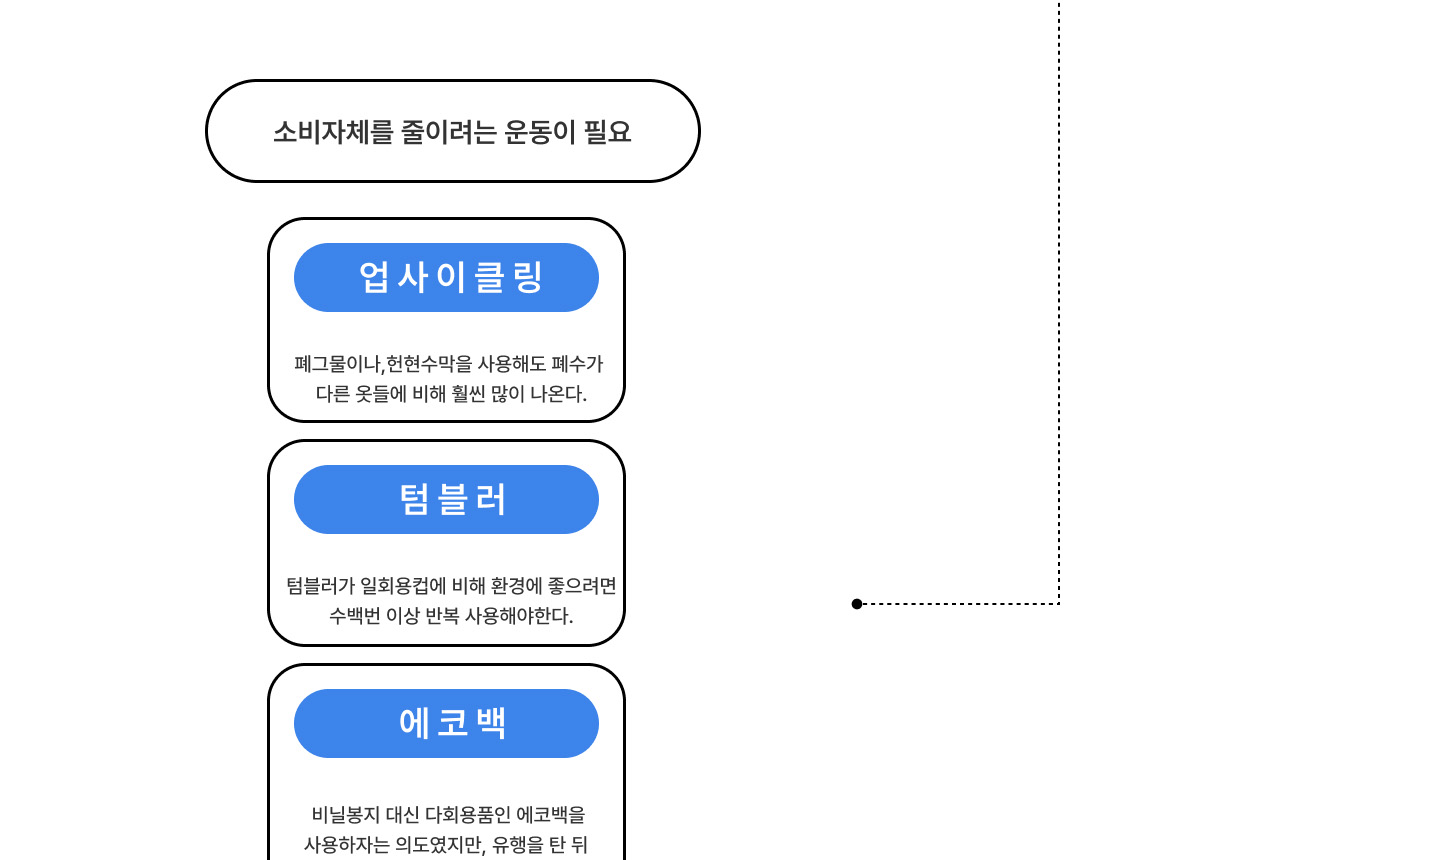 소비자체를 줄이려는 운동이 필요
업사이클링
폐그물이나,헌현수막을 사용해도 폐수가
다른 옷들에 비해 훨씬 많이 나온다.
텀블러
텀블러가 일회용컵에 비해 환경에 좋으려면
수백번 이상 반복 사용해야한다.
에코백
비닐봉지 대신 다회용품인 에코백을
사용하자는 의도였지만, 유행을 탄 뒤